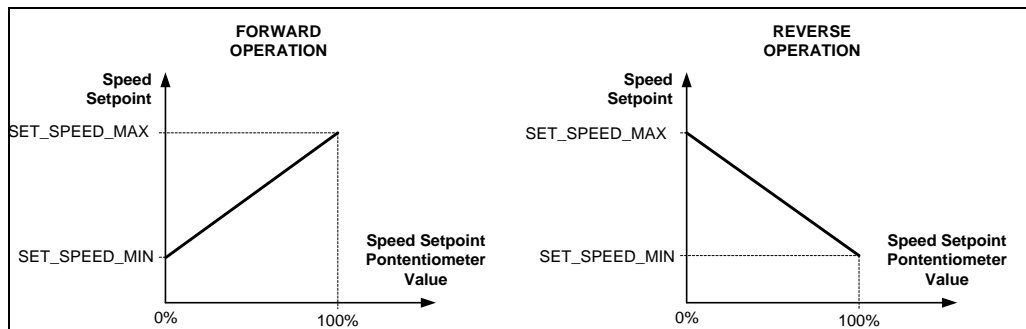 FORWARD
OPERATION
Speed
Setpoint
SET_SPEED_MAX
SET_SPEED_MIN
Speed Setpoint
Pontentiometer
Value
0%
100%
REVERSE
OPERATION
Speed
Setpoint
SET_SPEED_MAX
SET_SPEED_MIN
Speed Setpoint
Pontentiometer
Value
0%
100%